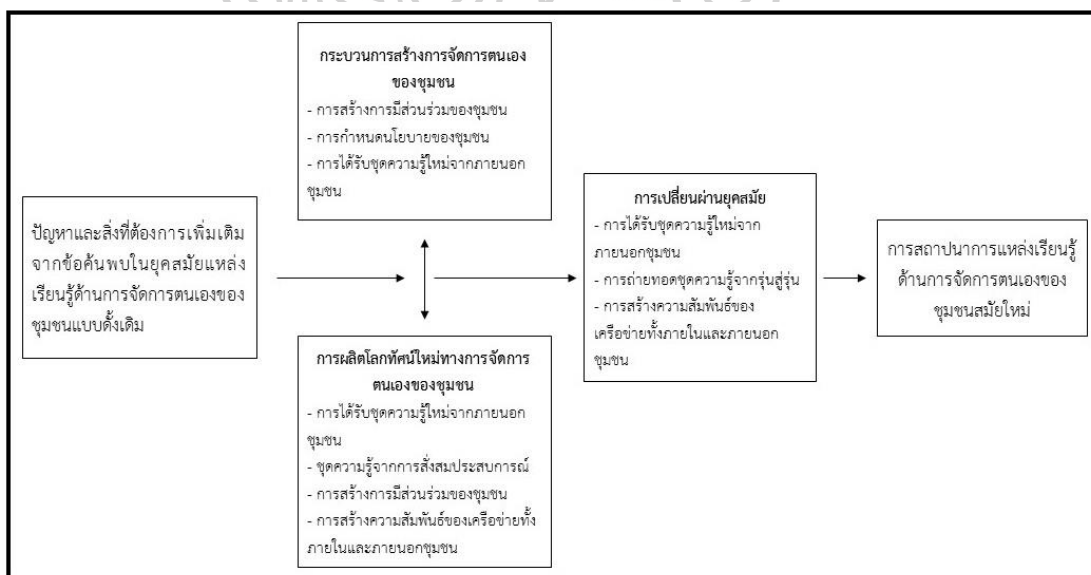 กระบวนการสร้างการจัดการตนเอง
ของชุมชน
- การสร้างการมีส่วนร่วมของชุมชน
- การกำหนดนโยบายของชุมชน
- การได้รับชุดความรู้ใหม่จากภายนอก
ชุมชน
ปัญหาและสิ่งที่ต้องการเพิ่มเติม
จากข้อค้นพบในยุคสมัยแหล่ง
เรียนรู้ด้านการจัดการตนเองของ
ชุมชนแบบดั้งเดิม
การผลิตโลกทัศน์ใหม่ทางการจัดการ
ตนเองของชุมชน
- การได้รับชุดความรู้ใหม่จากภายนอก
ชุมชน
- ชุดความรู้จากการสั่งสมประสบการณ์
- การสร้างการมีส่วนร่วมของชุมชน
- การสร้างความสัมพันธ์ของเครือข่ายทั้ง
ภายในและภายนอกชุมชน
การเปลี่ยนผ่านยุคสมัย
- การได้รับชุดความรู้ใหม่จาก
ภายนอกชุมชน
- การถ่ายทอดชุดความรู้จากรุ่นสู่รุ่น
- การสร้างความสัมพันธ์ของ
เครือข่ายทั้งภายในและภายนอก
ชุมชน
การสถาปนาการแหล่งเรียนรู้
ด้านการจัดการตนเองของ
ชุมชนสมัยใหม่